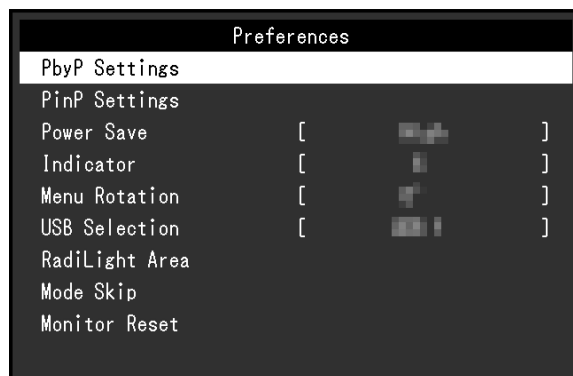 Preferences
PbyP Settings
PinP Settings
Power Save [ ]
Indicator [ ]
Menu Rotation [ ]
USB Selection [ ]
RadiLight Area
Mode Skip
Monitor Reset